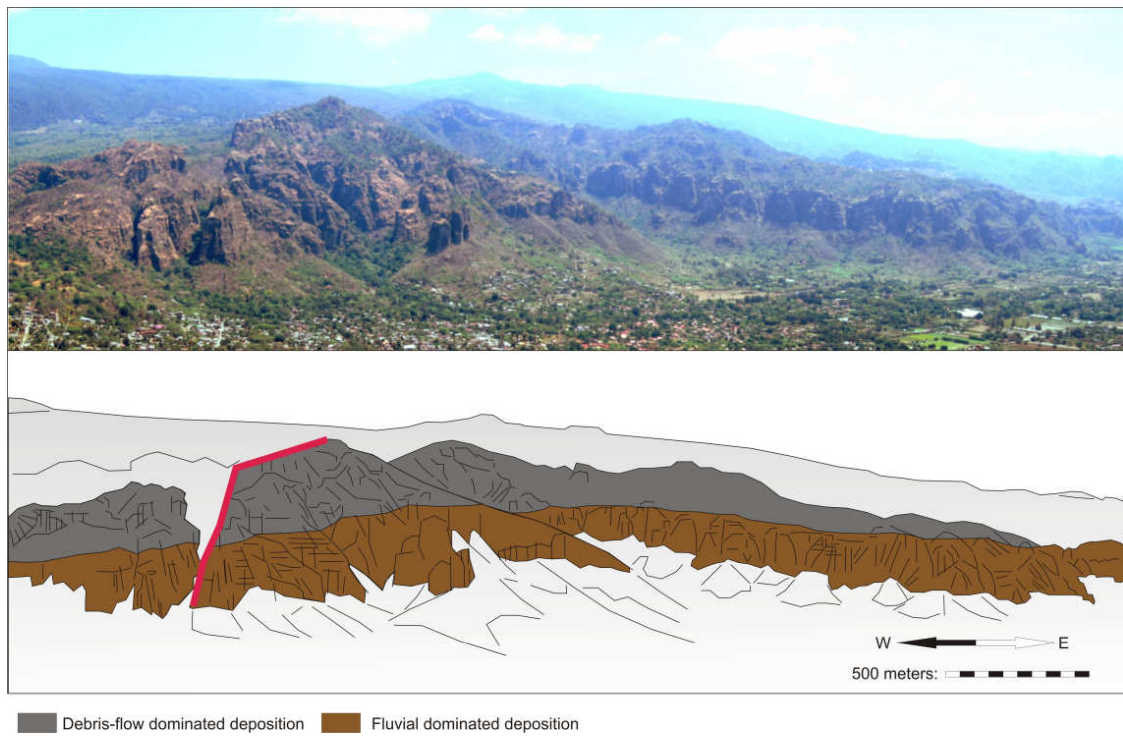 W E
500 meters:
Debris-flow dominated deposition Fluvial dominated deposition